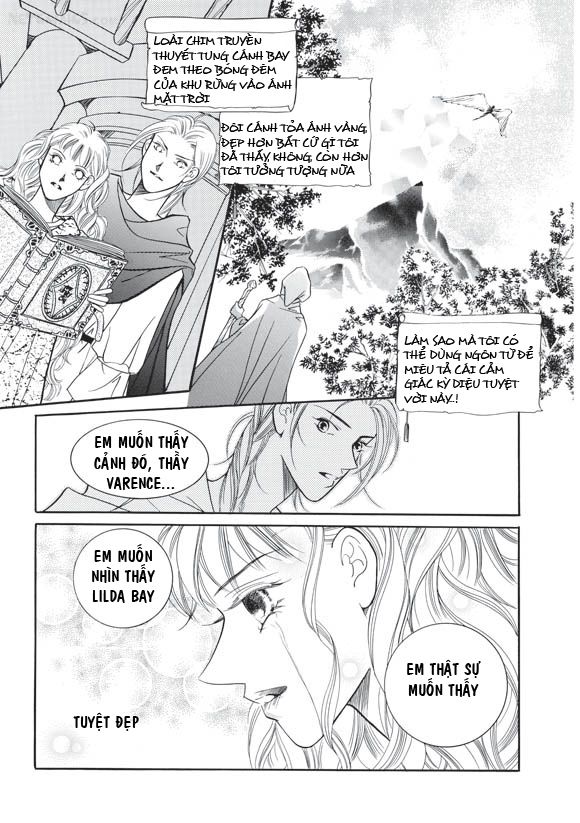 LOÀI CHIM TRUYỀN
THUYẾT TUNG CÁNH BAY
ĐEM THEO BÓNG ĐÊM
CỦA KHU RỪNG VÀO ÁNH
MẶT TRỜI
ĐÔI CÁNH TỎA ÁNH VÀNG,
ĐẸP HƠN BẤT CỨ GÌ TÔI
ĐÃ THẤY, KHÔNG, CÒN HƠN
TÔI TƯỞNG TƯỢNG NỮA
LÀM SAO MÀ TÔI CÓ
THỂ DÙNG NGÔN TỪ ĐỂ
MIÊU TẢ CÁI CẢM
GIÁC KỲ DIỆU TUYỆT
VỜI NÀY..!
EM MUỐN THẤY
CẢNH ĐÓ, THẦY
VARENCE...
EM MUỐN
NHÌN THẤY
LILDA BAY
EM THẬT SỰ
MUỐN THẤY
TUYỆT ĐẸP